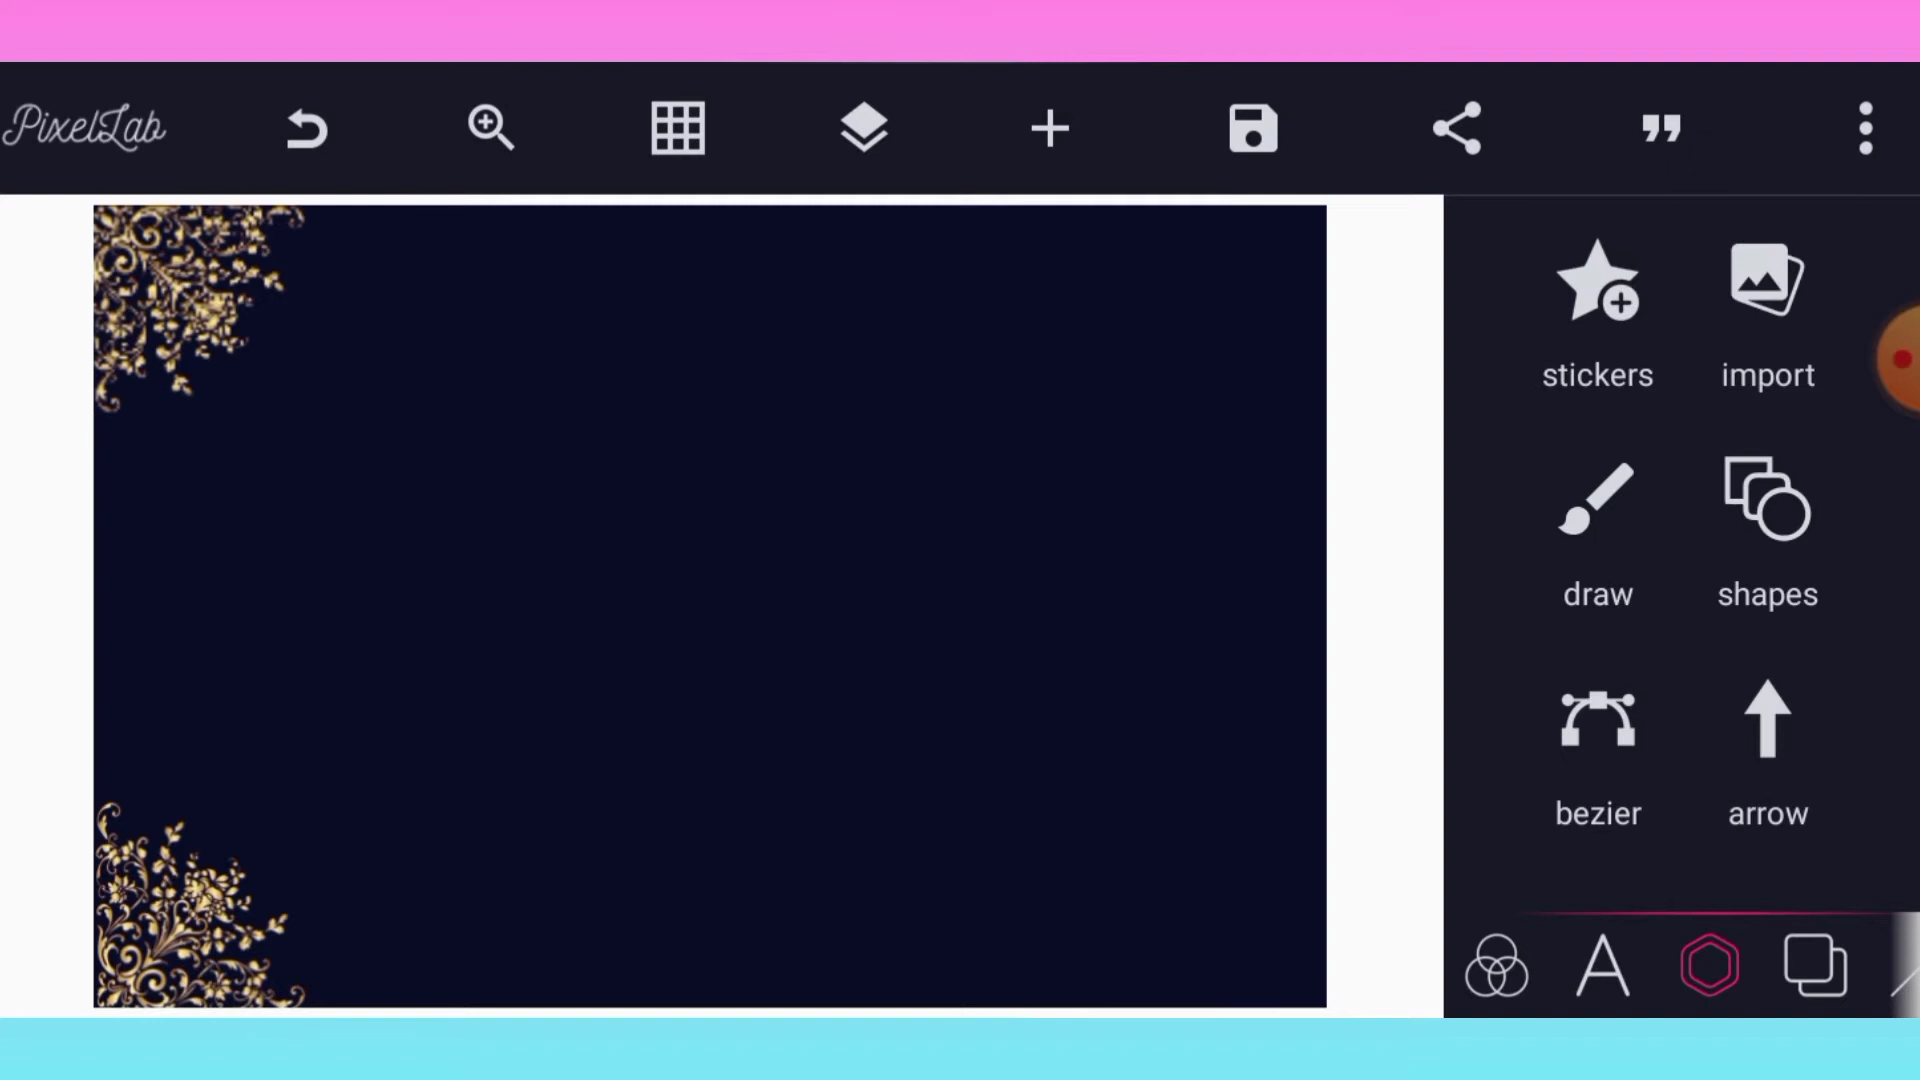 PixelLab
stickers
import
draw
shapes
bezier
arrow